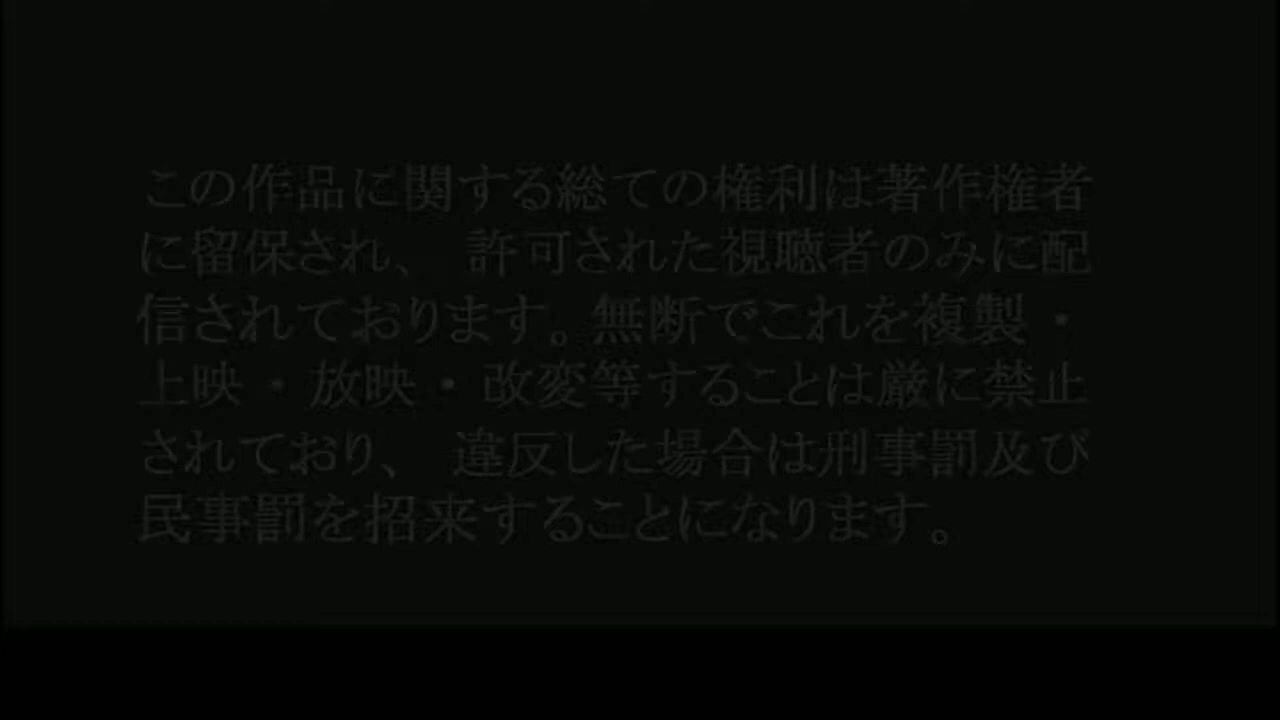 この作品に関する総ての権利は著作権者
に留保され、 許可された視聴者のみに配
信されております。無断でこれを複製 ・
上映 ・ 放映 ・ 改変等することは厳に禁止
されており、 違反した場合は刑事罰及び
民事罰を招来することになります。